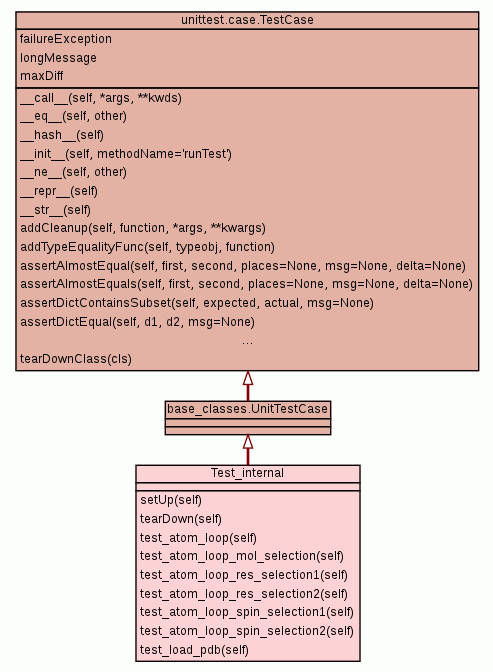 unittest.case.TestCase
failureException
longMessage
maxDiff
__call__(self, *args, **kwds)
__eq__(self, other)
__hash__(self)
__init__(self, methodName='runTest')
__ne__(self, other)
__repr__(self)
__str__(self)
addCleanup(self, function, *args, **kwargs)
addTypeEqualityFunc(self, typeobj, function)
assertAlmostEqual(self, first, second, places=None, msg=None, delta=None)
assertAlmostEquals(self, first, second, places=None, msg=None, delta=None)
assertDictContainsSubset(self, expected, actual, msg=None)
assertDictEqual(self, d1, d2, msg=None)
...
tearDownClass(cls)
base_classes.UnitTestCase
Test_internal
setUp(self)
tearDown(self)
test_atom_loop(self)
test_atom_loop_mol_selection(self)
test_atom_loop_res_selection1(self)
test_atom_loop_res_selection2(self)
test_atom_loop_spin_selection1(self)
test_atom_loop_spin_selection2(self)
test_load_pdb(self)